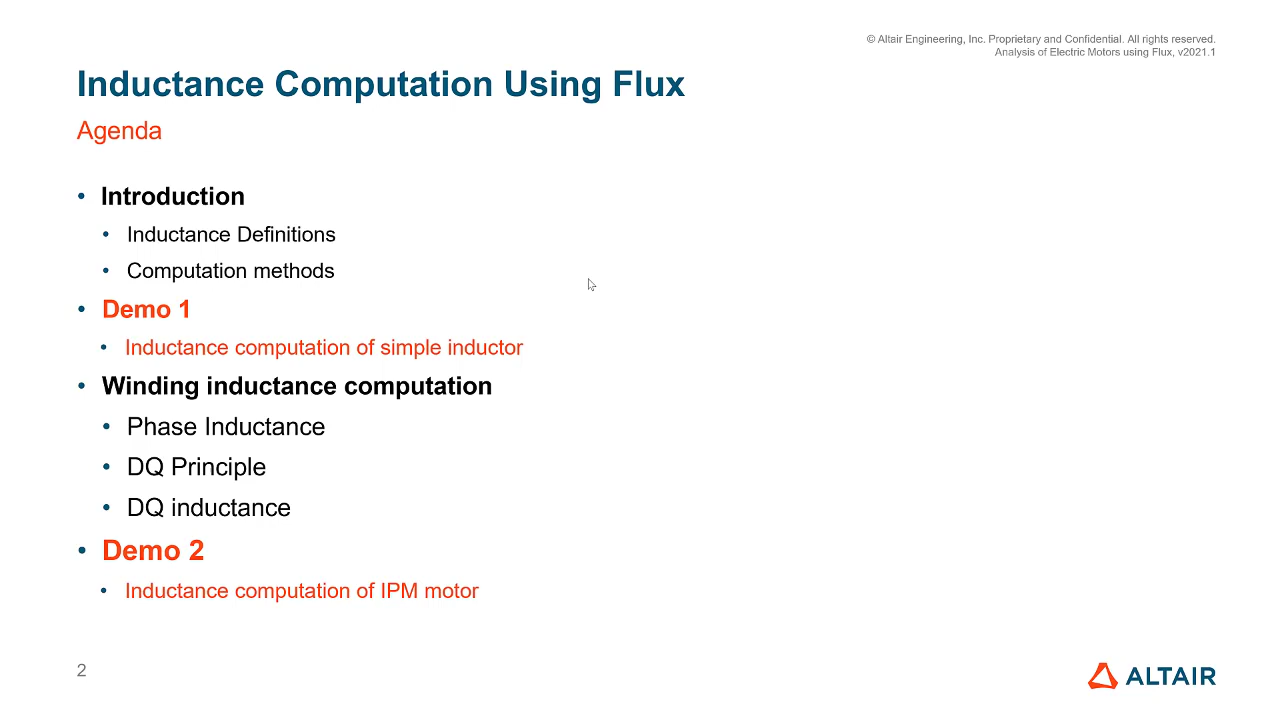 © Altair Engineering, Inc. Proprietary and Confidential. All rights reserved.
Analysis of Electric Motors using Flux, v2021.1
Inductance Computation Using Flux
Agenda
• Introduction
• Inductance Definitions
• Computation methods
• Demo 1
• Inductance computation of simple inductor
• Winding inductance computation
• Phase Inductance
• DQ Principle
• DQ inductance
• Demo 2
• Inductance computation of IPM motor
2
ALTAIR